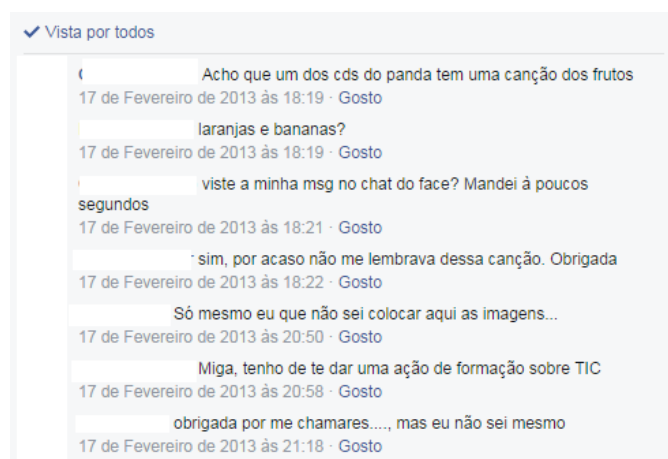 Vista por todos
Acho que um dos cds do panda tem uma canção dos frutos
17 de Fevereiro de 2013 às 18:19 · Gosto
laranjas e bananas?
17 de Fevereiro de 2013 às 18:19 · Gosto
viste a minha msg no chat do face? Mandei à poucos
segundos
17 de Fevereiro de 2013 às 18:21 · Gosto
sim, por acaso não me lembrava dessa canção. Obrigada
17 de Fevereiro de 2013 às 18:22 · Gosto
Só mesmo eu que não sei colocar aqui as imagens...
17 de Fevereiro de 2013 às 20:50 · Gosto
Miga, tenho de te dar uma ação de formação sobre TIC
17 de Fevereiro de 2013 às 20:58 · Gosto
obrigada por me chamares...., mas eu não sei mesmo
17 de Fevereiro de 2013 às 21:18 · Gosto